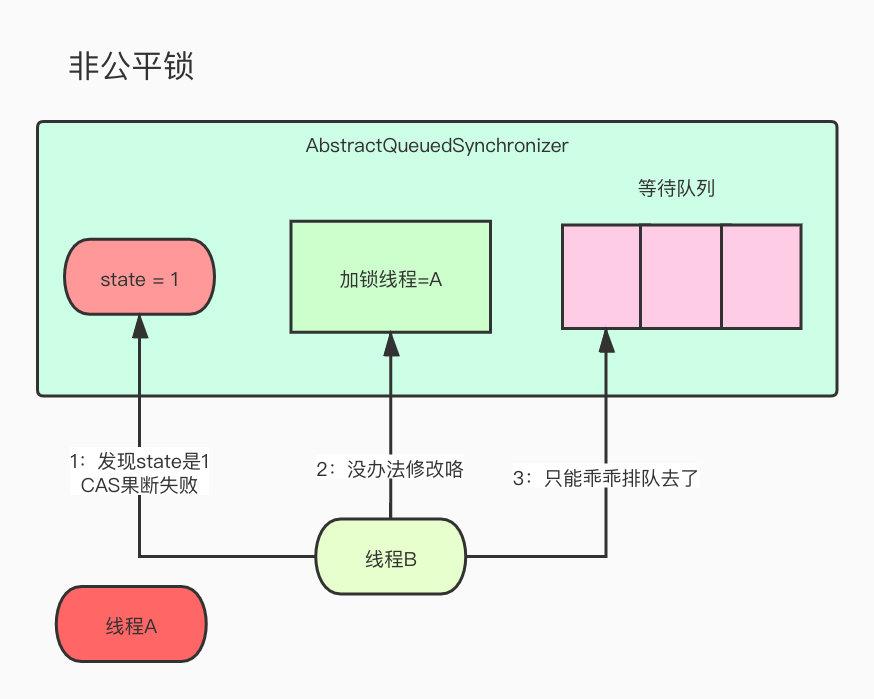 非公平锁
AbstractQueuedSynchronizer
等待队列
state = 1
加锁线程=A
1：发现state是1
CAS果断失败
2：没办法修改咯
3：只能乖乖排队去了
线程B
线程A